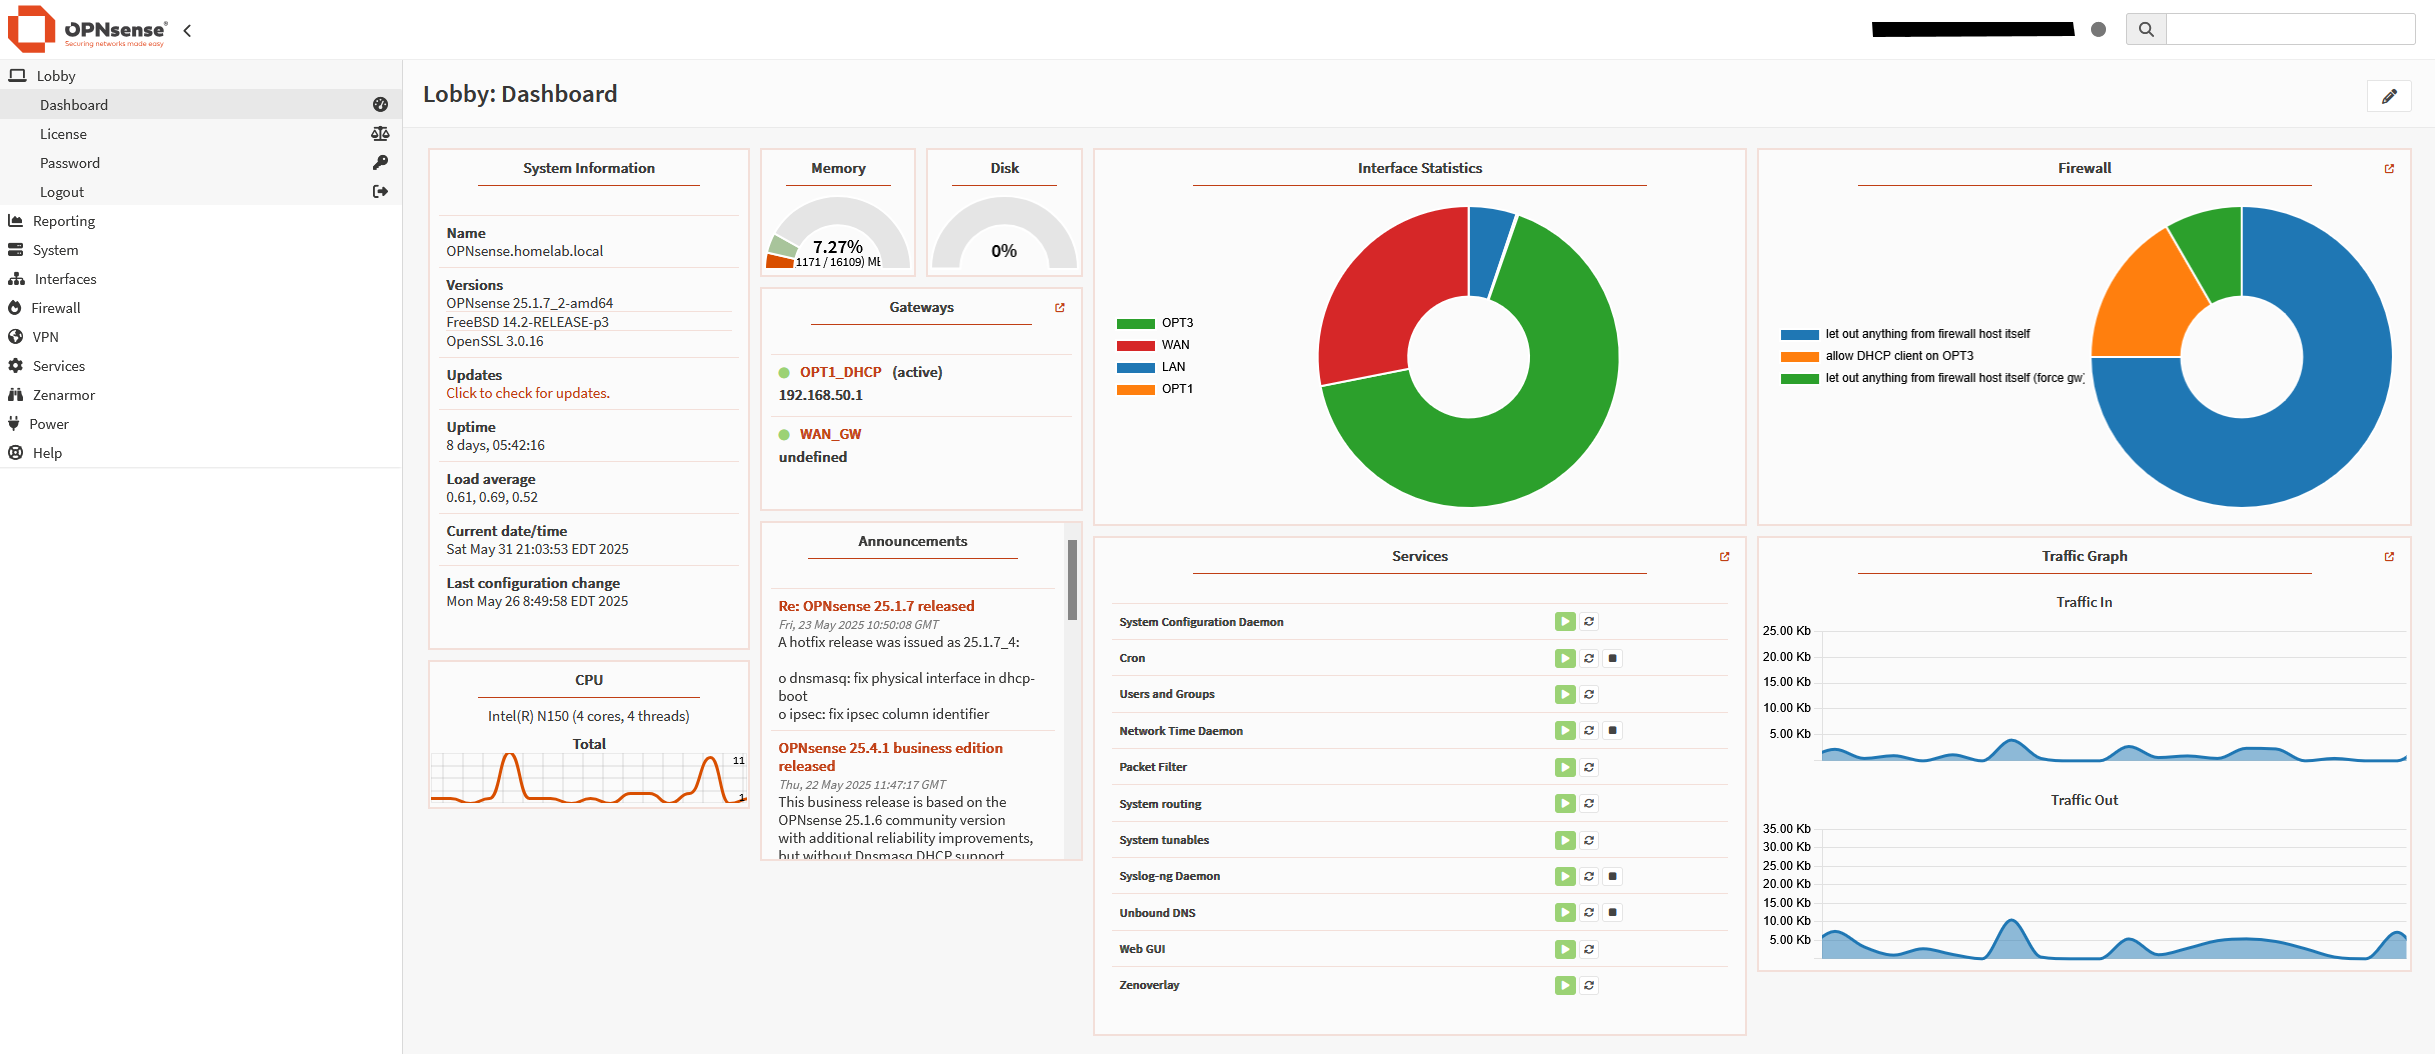 OPNsense®
Securing networks made easy
Lobby
Dashboard
License
Password
Logout
Reporting
System
Interfaces
Firewall
VPN
Services
Zenarmor
Power
Help
Lobby: Dashboard
System Information
Name
OPNsense.homelab.local
Versions
OPNsense 25.1.7_2-amd64
FreeBSD 14.2-RELEASE-p3
OpenSSL 3.0.16
Updates
Click to check for updates.
Uptime
8 days, 05:42:16
Load average
0.61, 0.69, 0.52
Current date/time
Sat May 31 21:03:53 EDT 2025
Last configuration change
Mon May 26 8:49:58 EDT 2025
CPU
Intel(R) N150 (4 cores, 4 threads)
Total
11
1
Memory
7.27%
1171 / 16109) Mb
Disk
0%
Gateways
OPT1_DHCP (active)
192.168.50.1
WAN_GW
undefined
Announcements
Re: OPNsense 25.1.7 released
Fri, 23 May 2025 10:50:08 GMT
A hotfix release was issued as 25.1.7_4:
o dnsmasq: fix physical interface in dhcp-
boot
o ipsec: fix ipsec column identifier
OPNsense 25.4.1 business edition
released
Thu, 22 May 2025 11:47:17 GMT
This business release is based on the
OPNsense 25.1.6 community version
with additional reliability improvements,
but without Dnsmasq DHCP support
Interface Statistics
OPT3
WAN
LAN
OPT1
Services
System Configuration Daemon
Cron
Users and Groups
Network Time Daemon
Packet Filter
System routing
System tunables
Syslog-ng Daemon
Unbound DNS
Web GUI
Zenoverlay
Firewall
let out anything from firewall host itself
allow DHCP client on OPT3
let out anything from firewall host itself (force gw)
Traffic Graph
Traffic In
25.00 Kb
20.00 Kb
15.00 Kb
10.00 Kb
5.00 Kb
Traffic Out
35.00 Kb
30.00 Kb
25.00 Kb
20.00 Kb
15.00 Kb
10.00 Kb
5.00 Kb